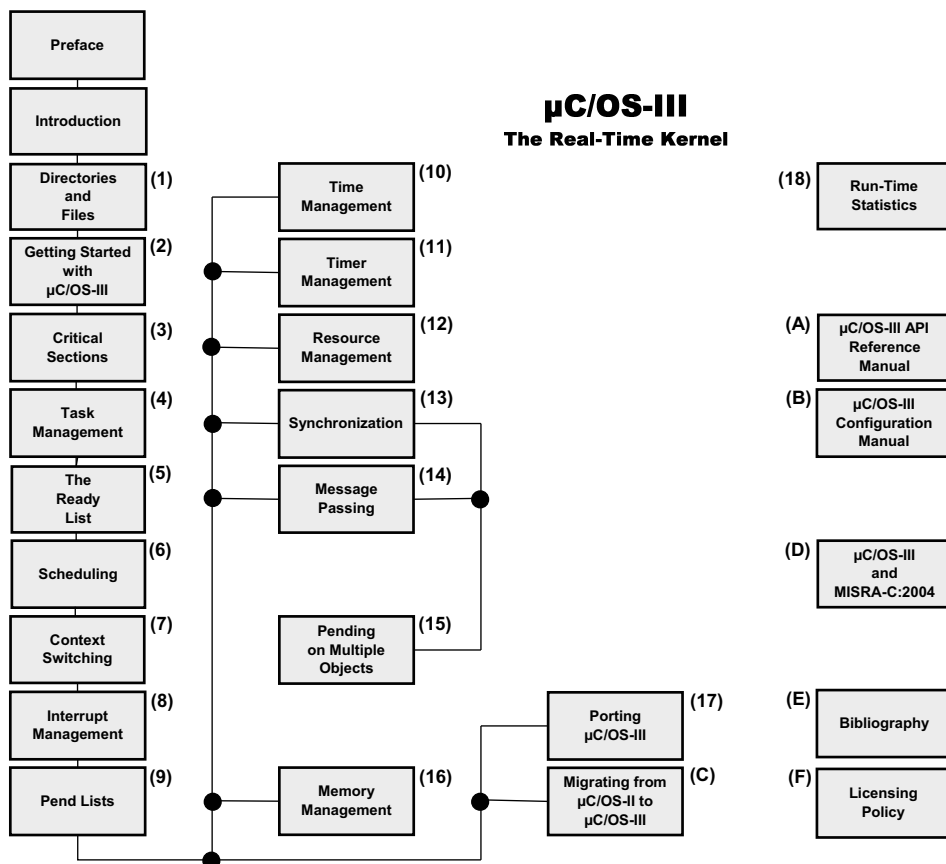 Preface
Introduction
Directories
and
Files
(1)
Getting Started
with
µC/OS-III
(2)
Critical
Sections
(3)
Task
Management
(4)
The
Ready
List
(5)
Scheduling
(6)
Context
Switching
(7)
Interrupt
Management
(8)
Pend Lists
(9)
µC/OS-III
The Real-Time Kernel
Time
Management
(10)
Timer
Management
(11)
Resource
Management
(12)
Synchronization
(13)
Message
Passing
(14)
Pending
on Multiple
Objects
(15)
Memory
Management
(16)
Porting
µC/OS-III
(17)
Migrating from
µC/OS-II to
µC/OS-III
(C)
(18)
Run-Time
Statistics
(A)
µC/OS-III API
Reference
Manual
(B)
µC/OS-III
Configuration
Manual
(D)
µC/OS-III
and
MISRA-C:2004
(E)
Bibliography
(F)
Licensing
Policy